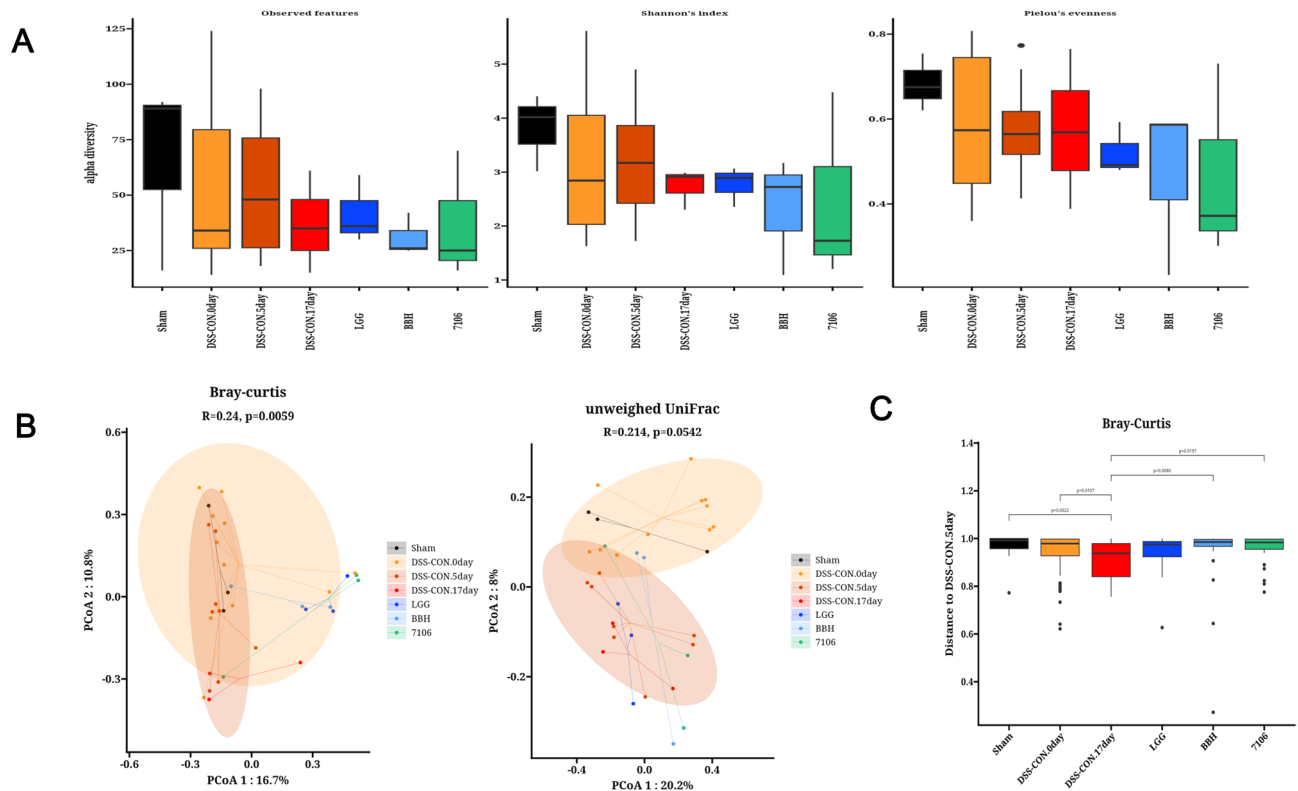 A
Observed features
Shannon's index
Pielou's evenness
alpha diversity
125
100
75
50
25
5
4
3
2
1
0.8
0.6
0.4
Sham
DSS-CON.0day
DSS-CON.5day
DSS-CON.17day
LGG
BBH
7106
Sham
DSS-CON.0day
DSS-CON.5day
DSS-CON.17day
LGG
BBH
7106
Sham
DSS-CON.0day
DSS-CON.5day
DSS-CON.17day
LGG
BBH
7106
B
Bray-curtis
R=0.24, p=0.0059
PCoA 2 : 10.8%
0.6
0.3
0.0
-0.3
-0.6
0.0
0.3
PCoA 1 : 16.7%
Sham
DSS-CON.0day
DSS-CON.5day
DSS-CON.17day
LGG
BBH
7106
unweighed UniFrac
R=0.214, p=0.0542
PCoA 2 : 8%
0.2
0.0
-0.2
-0.4
0.0
0.4
PCoA 1 : 20.2%
Sham
DSS-CON.0day
DSS-CON.5day
DSS-CON.17day
LGG
BBH
7106
C
Bray-Curtis
Distance to DSS-CON.5day
1.4
1.2
1.0
0.8
0.6
0.4
p=0.0022
p=0.0107
Sham
DSS-CON.0day
DSS-CON.17day
LGG
BBH
7106